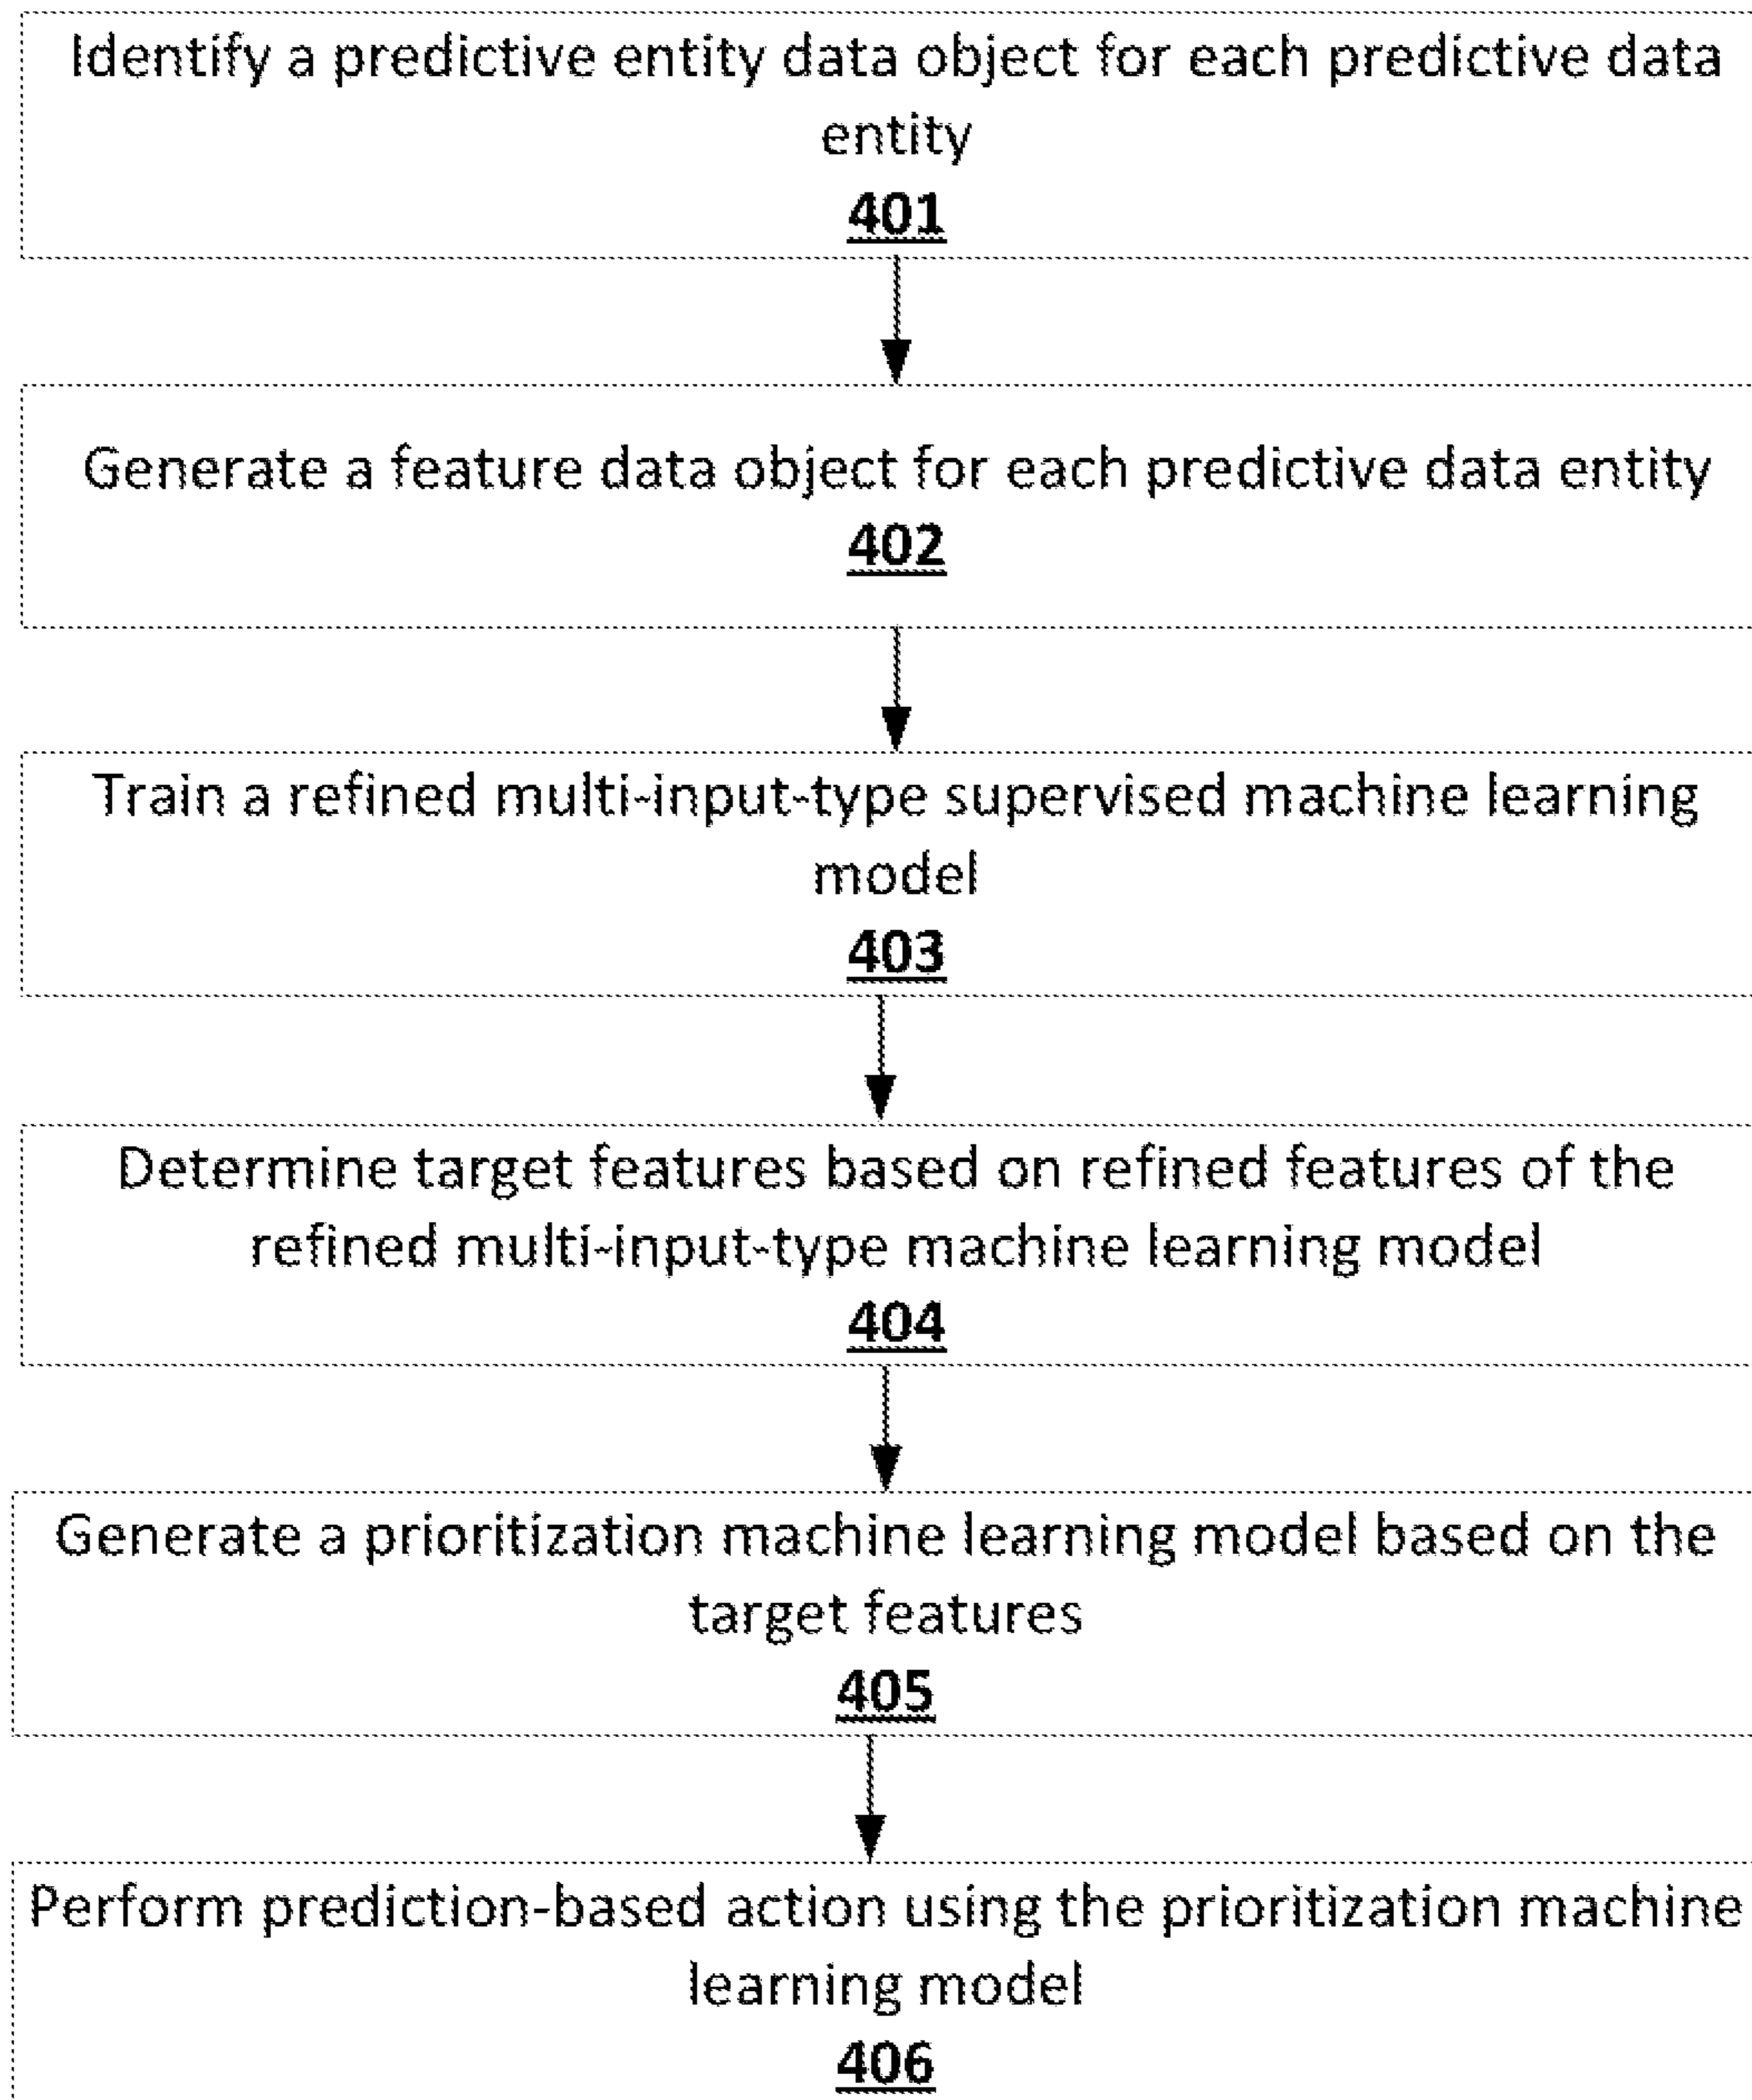 Identify a predictive entity data object for each predictive data
entity
401
Generate a feature data object for each predictive data entity
402
Train a refined multi-input-type supervised machine learning
model
403
Determine target features based on refined features of the
refined multi-input-type machine learning model
404
Generate a prioritization machine learning model based on the
target features
405
Perform prediction-based action using the prioritization machine
learning model
406